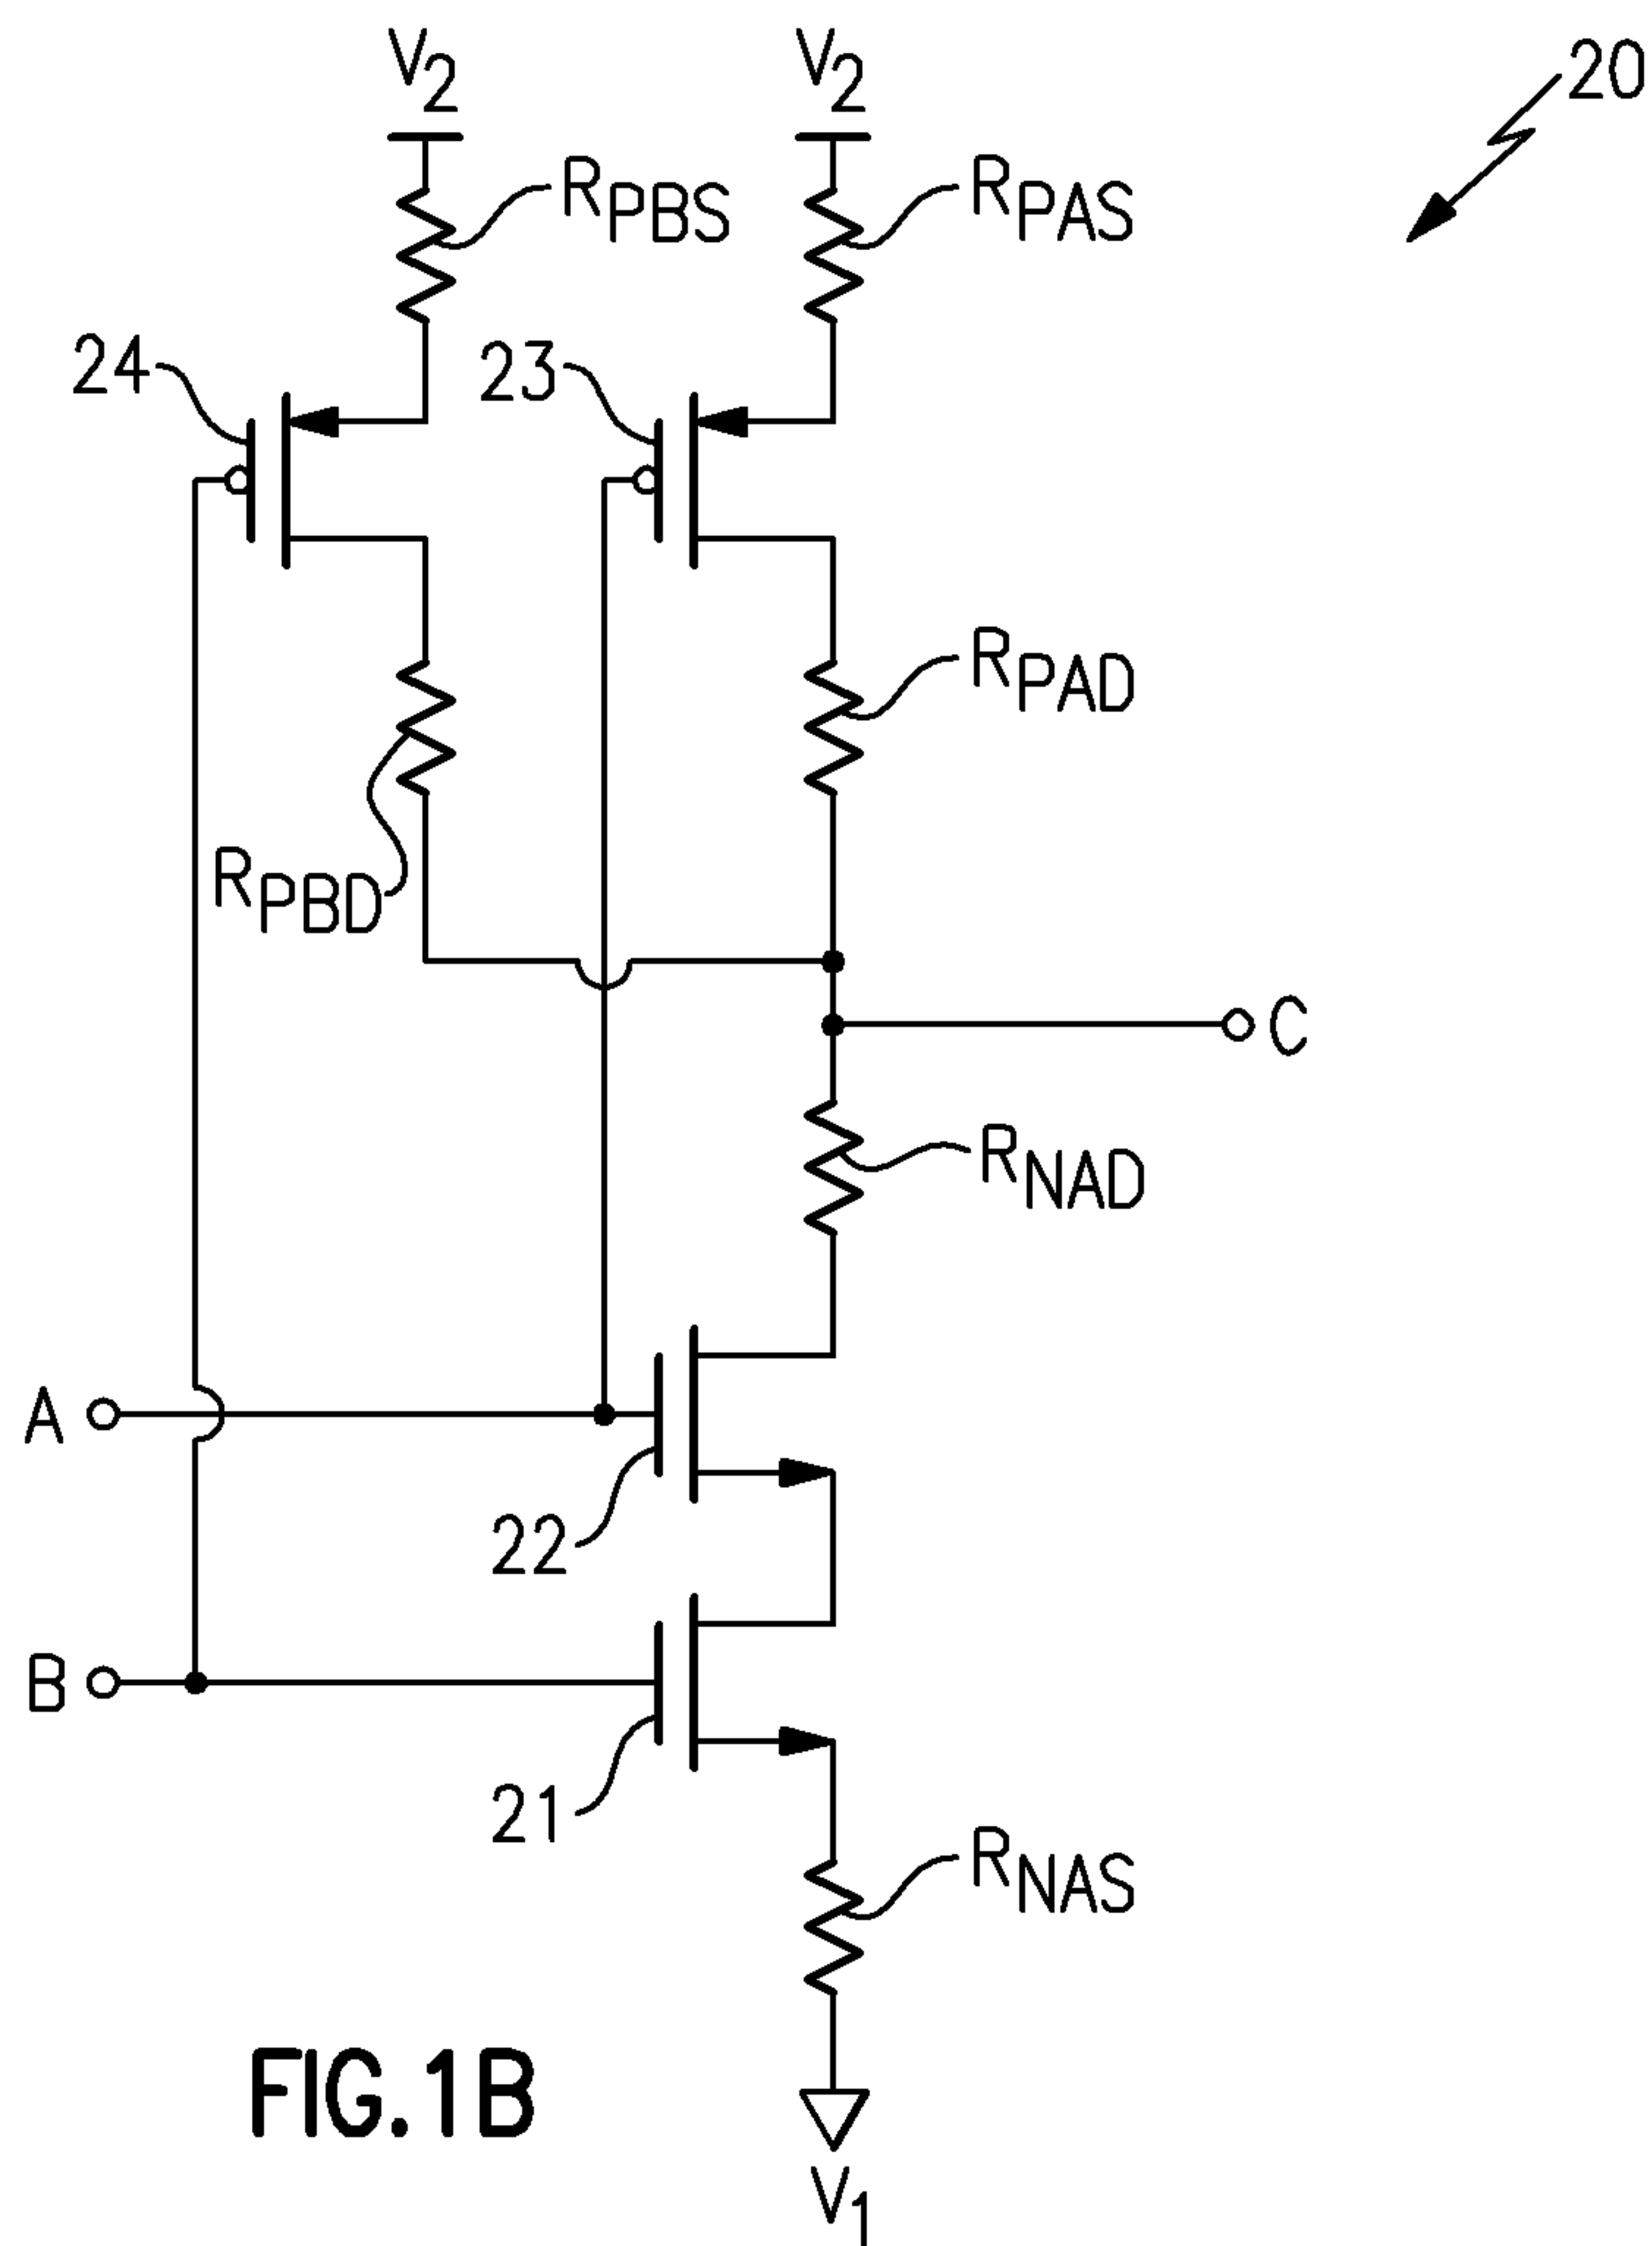 V2 V2 20
RPBS RPAS
24 23
RPAD
RPBD
C
RNAD
A
22
B
21
RNAS
FIG.1B
V1